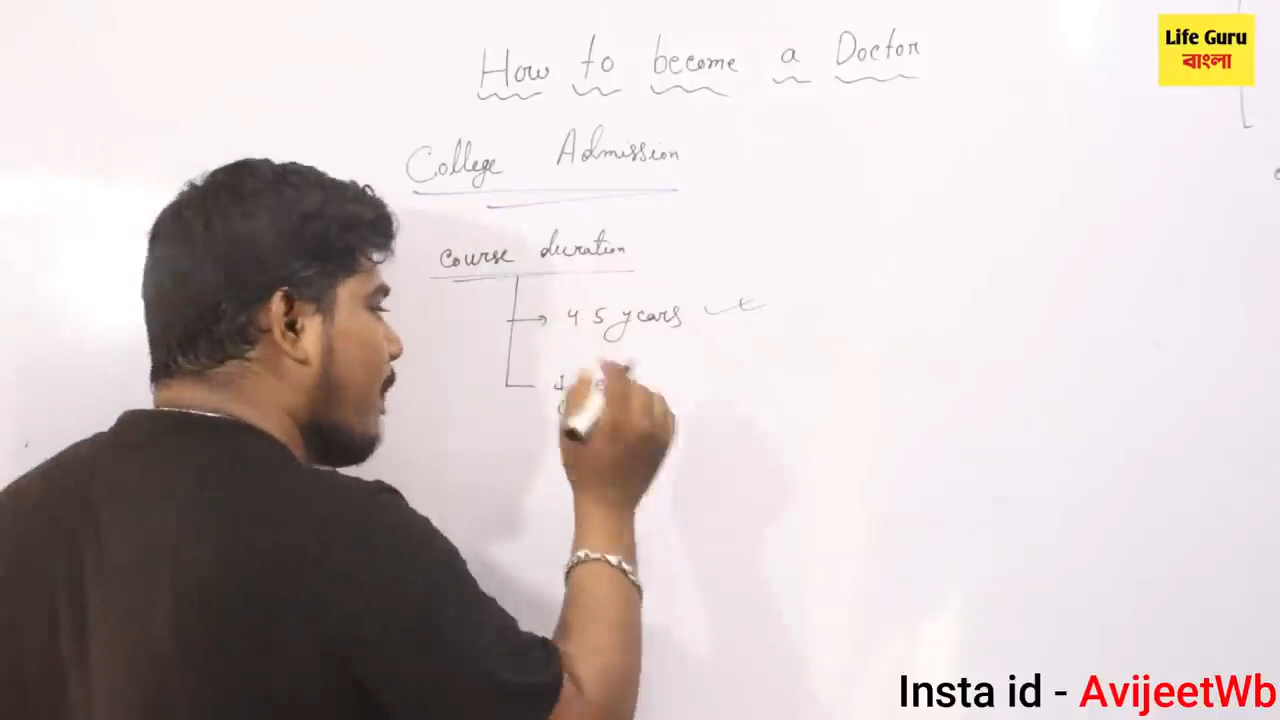 How to become a Doctor
Life Guru
বাংলা
College Admission
course duration
4.5 years
Insta id - AvijeetWb